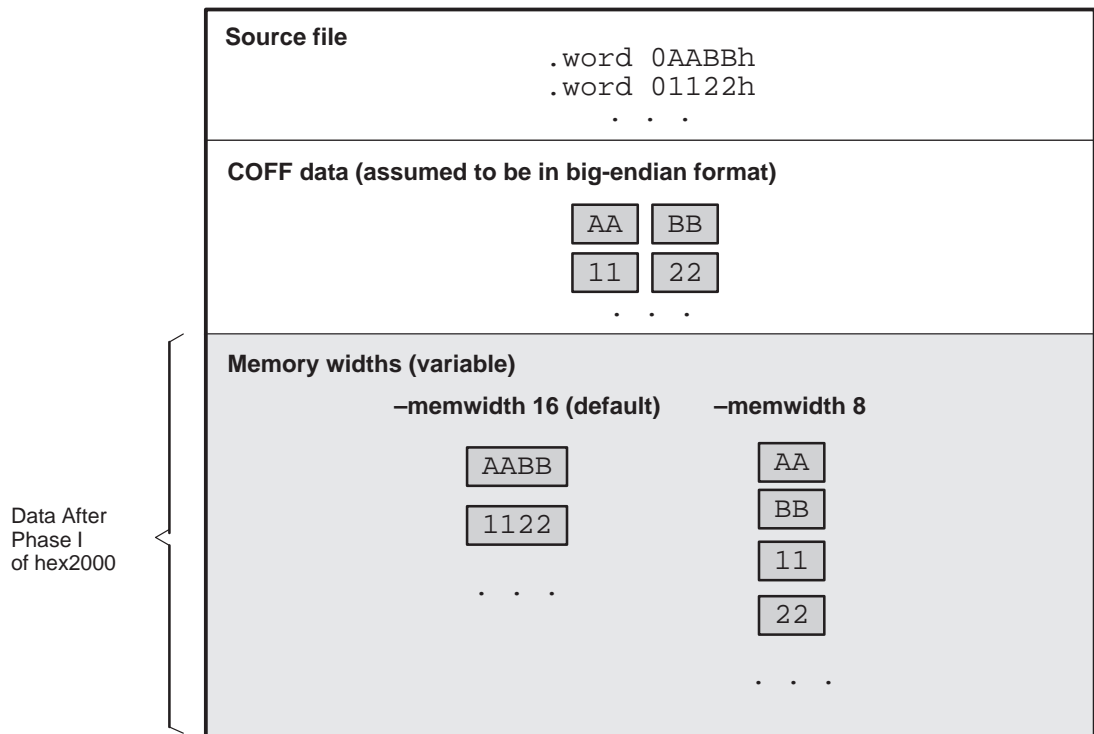 Source file
.word 0AABBh
.word 01122h
. . .
COFF data (assumed to be in big-endian format)
AA BB
11 22
. . .
Memory widths (variable)
–memwidth 16 (default) –memwidth 8
AABB AA
BB
1122
11
. . .
22
. . .
Data After
Phase I
of hex2000